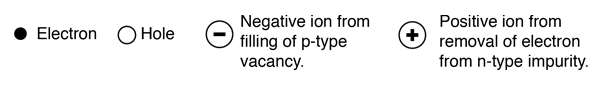 Electron
Hole
Negative ion from
filling of p-type
vacancy.
Positive ion from
removal of electron
from n-type impurity.